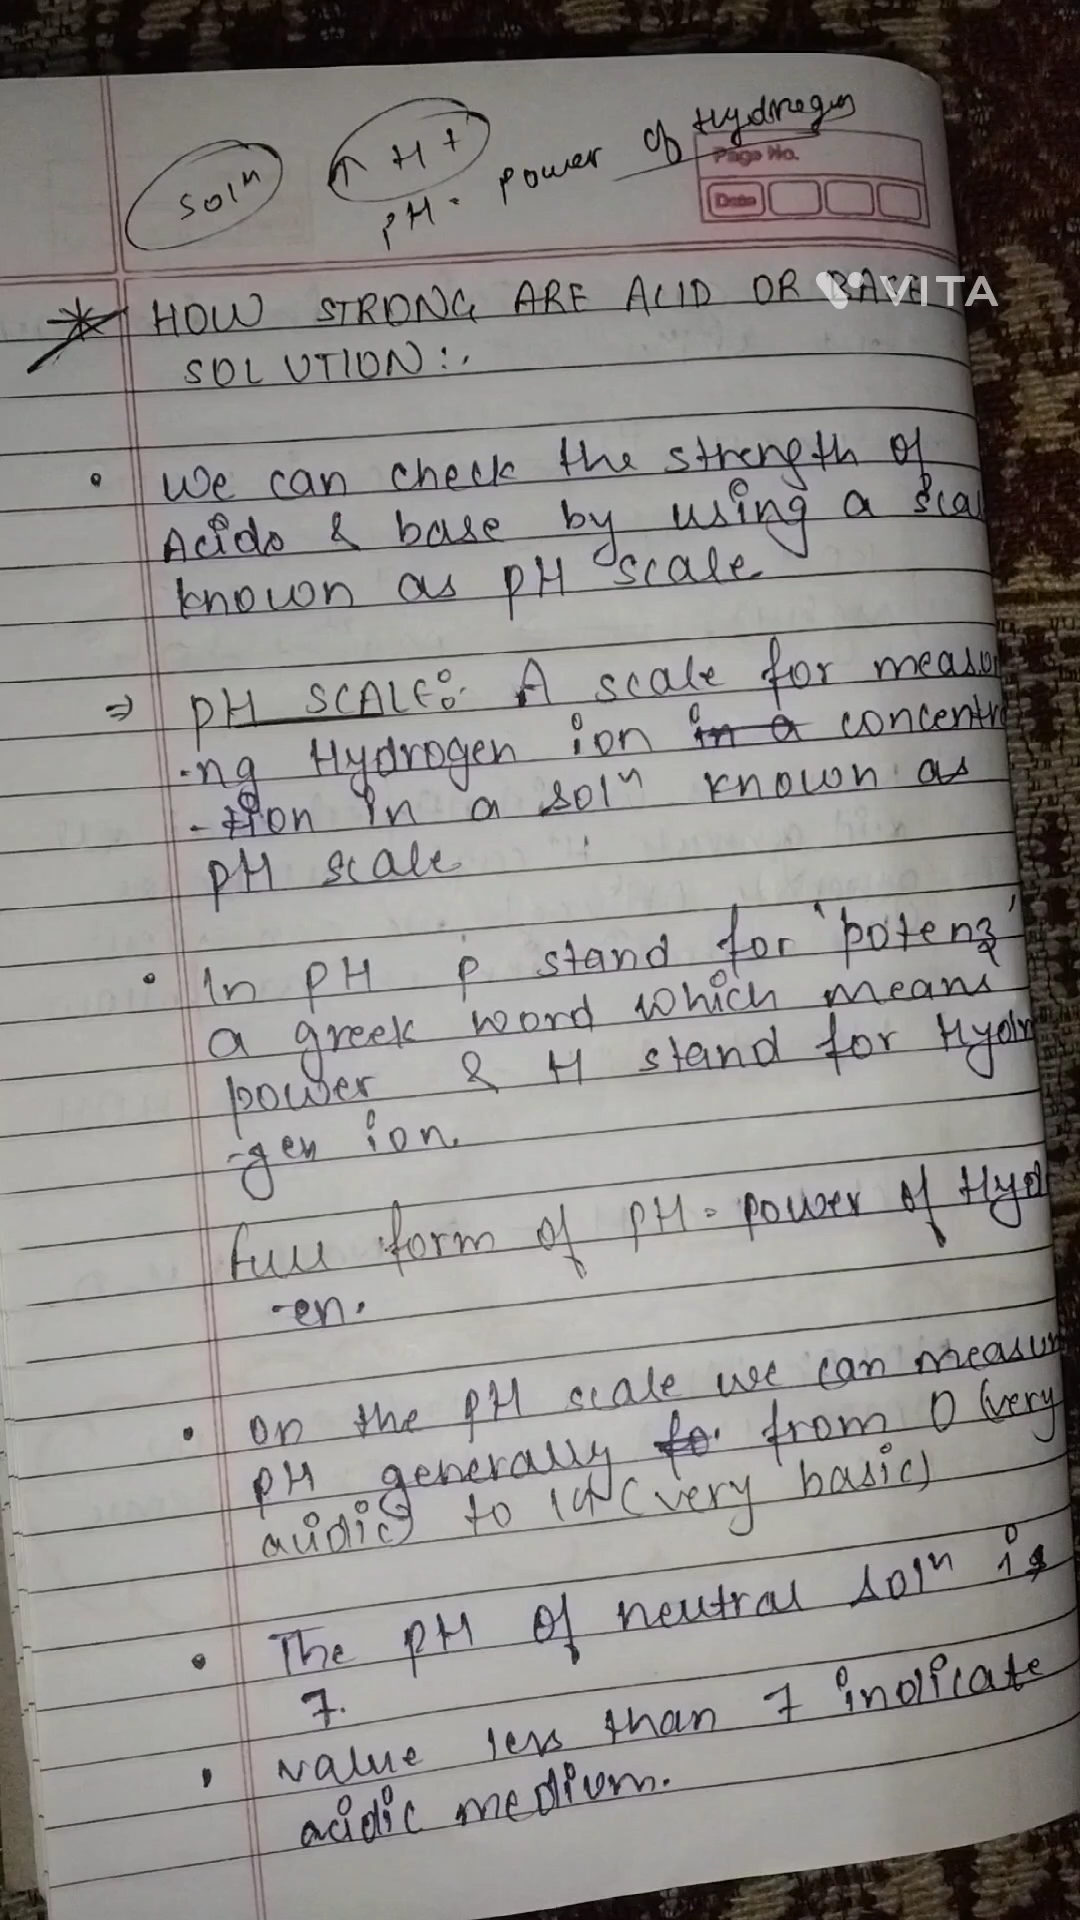 Soln
↑ H+
pH = power of Hydrogen
Page No.
Date
VITA
HOW STRONG ARE ACID OR BASE
SOLUTION:.
• We can check the strength of
Acids & base by using a scal
known as pH scale.
⇒ pH SCALE:- A scale for measur
-ng Hydrogen ion in a concentra
-tion in a soln known as
pH scale
• In pH p stand for 'potenz'
a greek word which means
power & H stand for Hydro
-gen ion.
full form of pH = power of Hyd
-en.
• On the pH scale we can measur
pH generally fo from 0 (very
acidic) to 14 (very basic)
• The pH of neutral soln is
7.
• value less than 7 indicate
acidic medium.